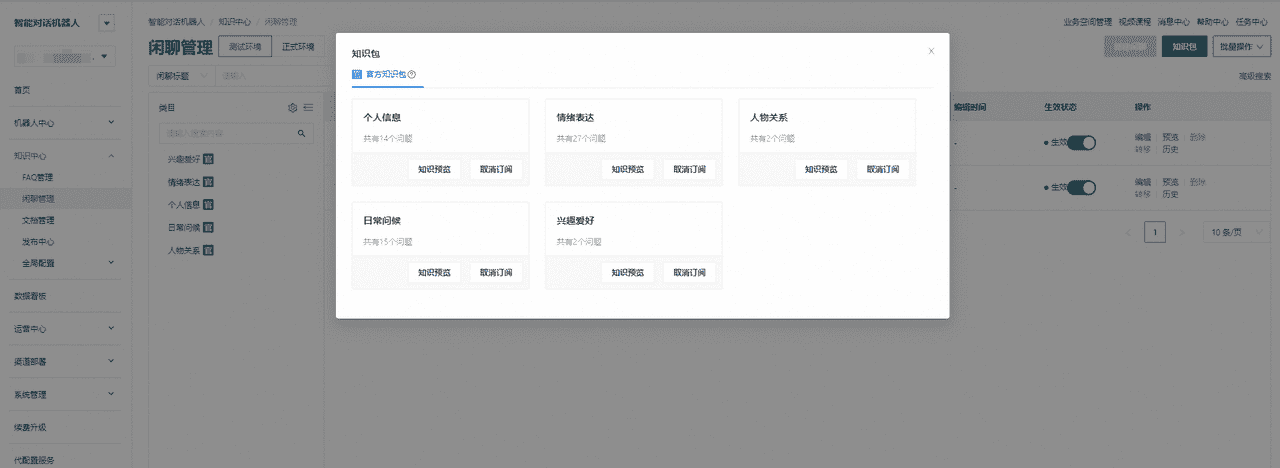 智能对话机器人
首页
机器人中心
知识中心
FAQ管理
闲聊管理
文档管理
发布中心
全局配置
数据看板
运营中心
渠道部署
系统管理
续费升级
代配置服务
智能对话机器人 / 知识中心 / 闲聊管理
业务空间管理 视频课程 消息中心 帮助中心 任务中心
闲聊管理 测试环境 正式环境
知识包 批量操作
闲聊标题 请输入
高级搜索
类目
请输入搜索内容
兴趣爱好 官
情绪表达 官
个人信息 官
日常问候 官
人物关系 官
编辑时间 生效状态 操作
- 生效 编辑 预览 删除
转移 历史
- 生效 编辑 预览 删除
转移 历史
1 10 条/页
知识包
官方知识包
个人信息
共有14个问题
知识预览 取消订阅
情绪表达
共有27个问题
知识预览 取消订阅
人物关系
共有2个问题
知识预览 取消订阅
日常问候
共有15个问题
知识预览 取消订阅
兴趣爱好
共有2个问题
知识预览 取消订阅